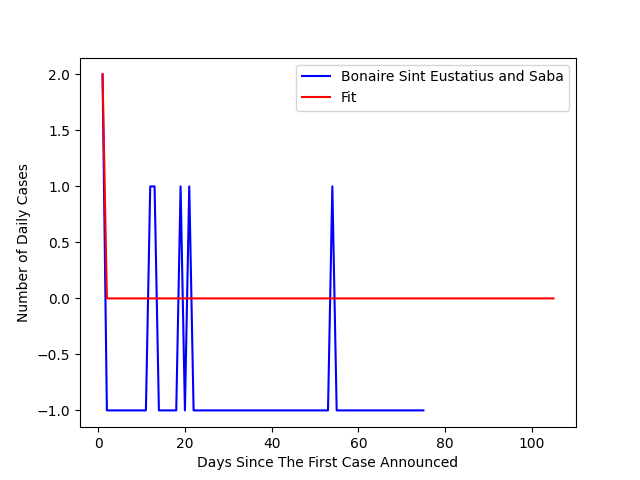 Bonaire Sint Eustatius and Saba
Fit
2.0
1.5
1.0
0.5
0.0
−0.5
−1.0
Number of Daily Cases
0 20 40 60 80 100
Days Since The First Case Announced